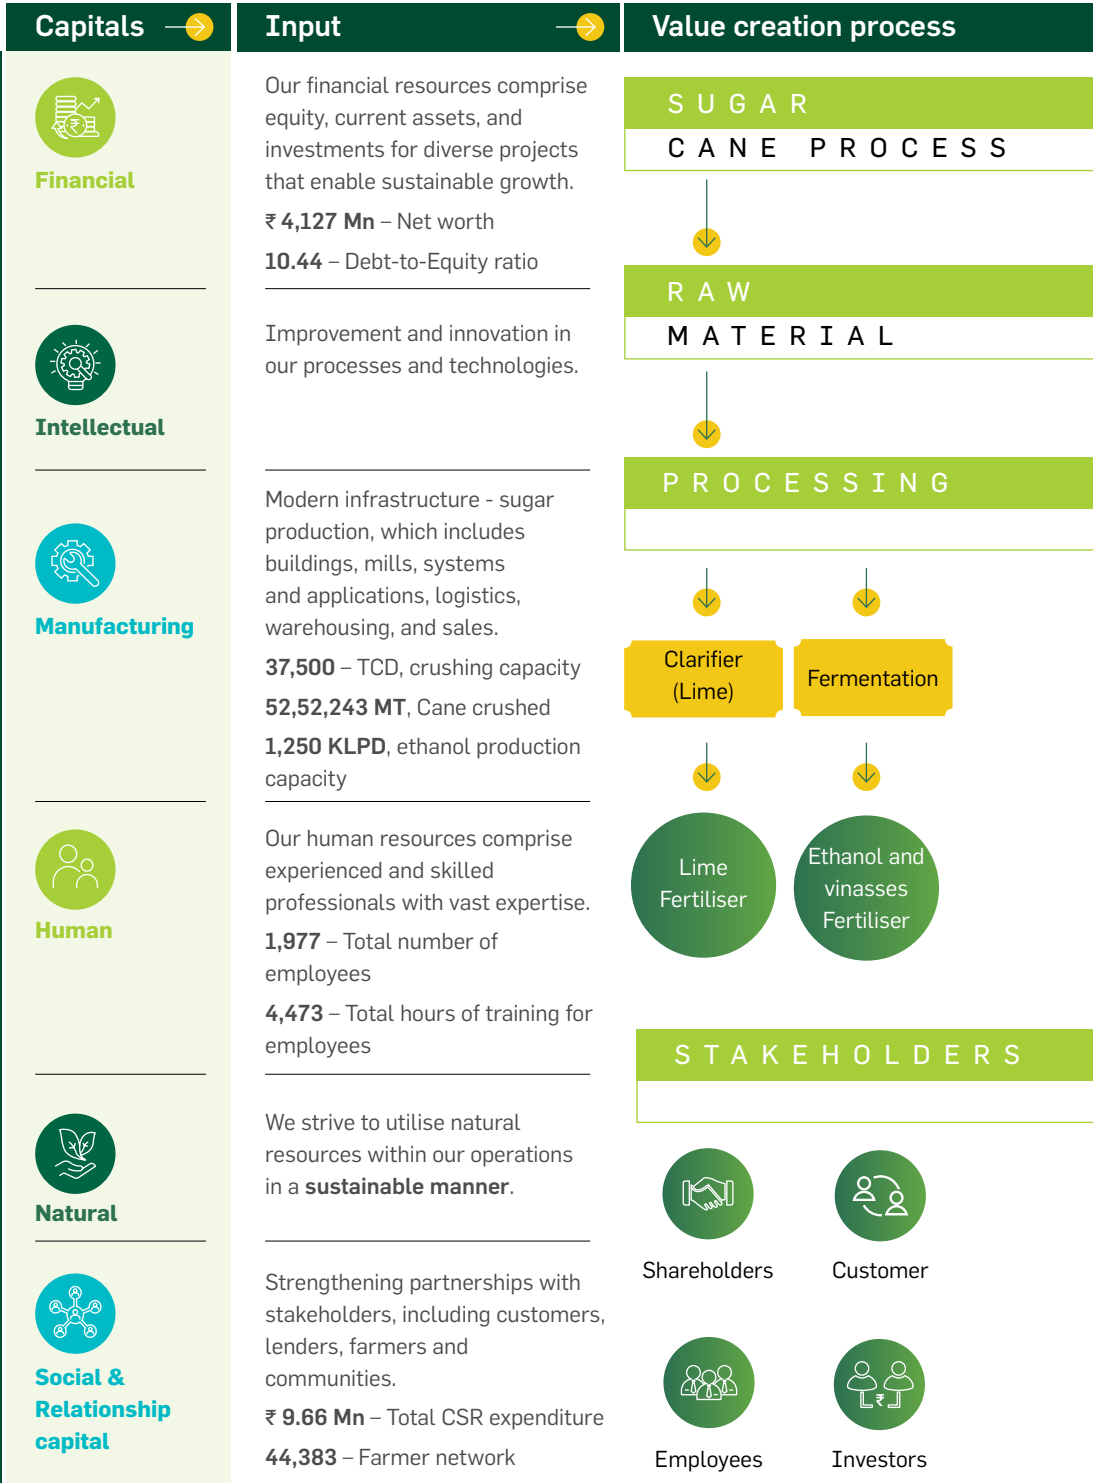 Capitals
Input
Value creation process
Financial
Our financial resources comprise
equity, current assets, and
investments for diverse projects
that enable sustainable growth.
₹ 4,127 Mn – Net worth
10.44 – Debt-to-Equity ratio
Intellectual
Improvement and innovation in
our processes and technologies.
Manufacturing
Modern infrastructure - sugar
production, which includes
buildings, mills, systems
and applications, logistics,
warehousing, and sales.
37,500 – TCD, crushing capacity
52,52,243 MT, Cane crushed
1,250 KLPD, ethanol production
capacity
Human
Our human resources comprise
experienced and skilled
professionals with vast expertise.
1,977 – Total number of
employees
4,473 – Total hours of training for
employees
Natural
We strive to utilise natural
resources within our operations
in a sustainable manner.
Social &
Relationship
capital
Strengthening partnerships with
stakeholders, including customers,
lenders, farmers and
communities.
₹ 9.66 Mn – Total CSR expenditure
44,383 – Farmer network
SUGAR
CANE PROCESS
RAW
MATERIAL
PROCESSING
Clarifier
(Lime)
Fermentation
Lime
Fertiliser
Ethanol and
vinasses
Fertiliser
STAKEHOLDERS
Shareholders
Customer
Employees
Investors